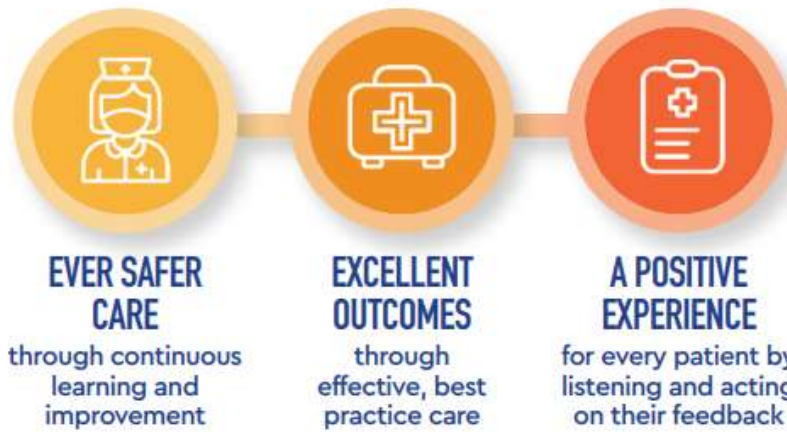 EVER SAFER
CARE
through continuous
learning and
improvement
EXCELLENT
OUTCOMES
through
effective, best
practice care
A POSITIVE
EXPERIENCE
for every patient by
listening and acting
on their feedback